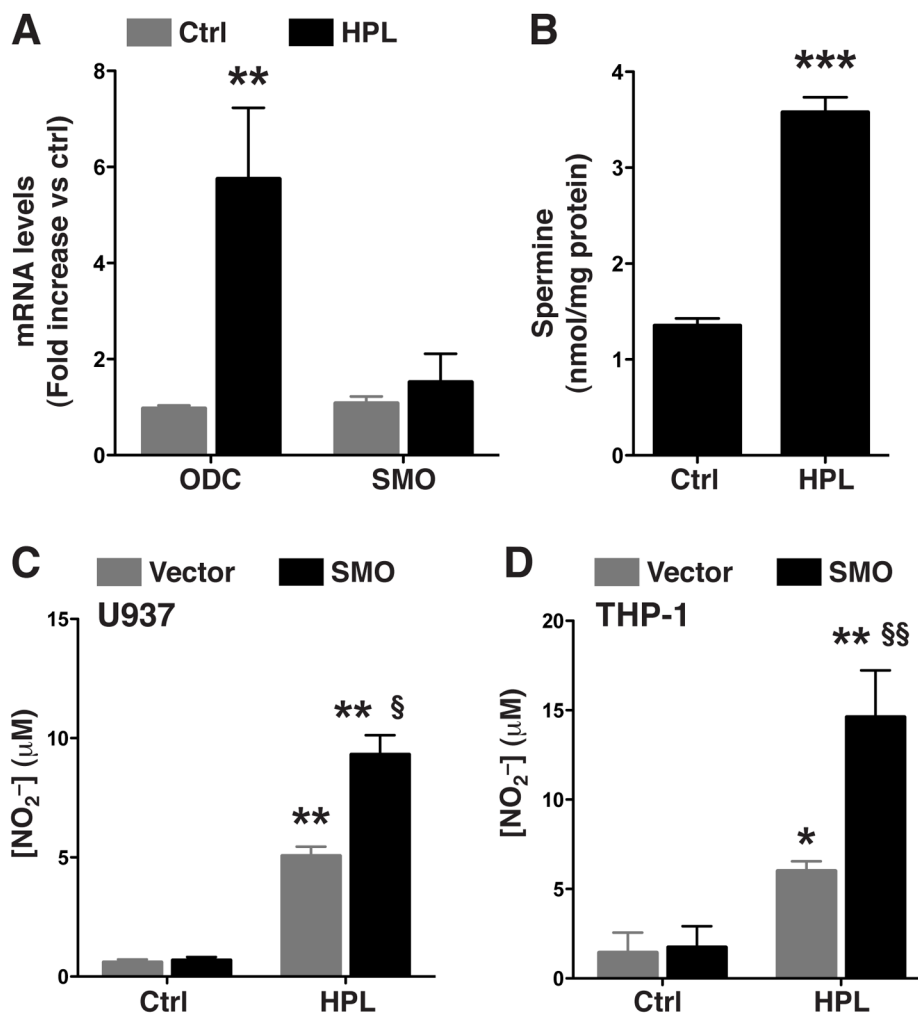 A
Ctrl
HPL
mRNA levels
(Fold increase vs ctrl)
8
6
4
2
0
**
ODC
SMO
B
Spermine
(nmol/mg protein)
4
3
2
1
0
***
Ctrl
HPL
C
Vector
SMO
U937
[NO₂⁻] (µM)
15
10
5
0
**
** §
Ctrl
HPL
D
Vector
SMO
THP-1
[NO₂⁻] (µM)
20
15
10
5
0
*
** §§
Ctrl
HPL